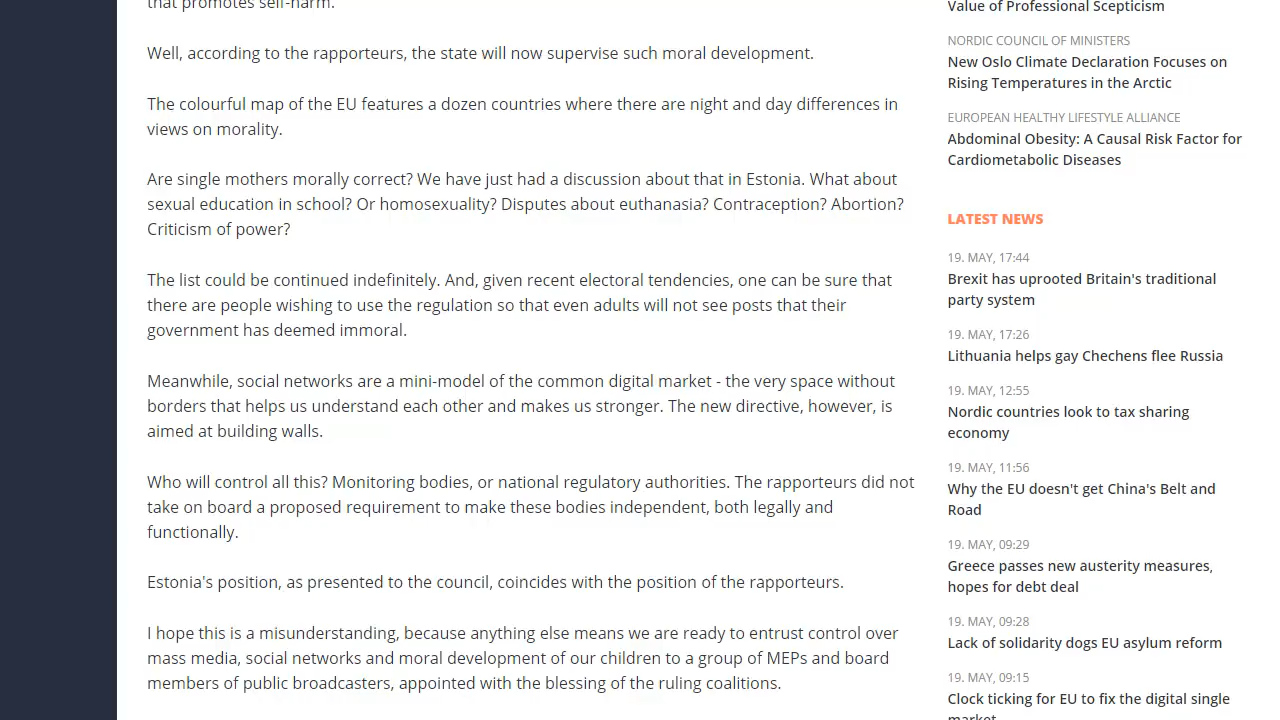 that promotes self-harm.
Well, according to the rapporteurs, the state will now supervise such moral development.
The colourful map of the EU features a dozen countries where there are night and day differences in
views on morality.
Are single mothers morally correct? We have just had a discussion about that in Estonia. What about
sexual education in school? Or homosexuality? Disputes about euthanasia? Contraception? Abortion?
Criticism of power?
The list could be continued indefinitely. And, given recent electoral tendencies, one can be sure that
there are people wishing to use the regulation so that even adults will not see posts that their
government has deemed immoral.
Meanwhile, social networks are a mini-model of the common digital market - the very space without
borders that helps us understand each other and makes us stronger. The new directive, however, is
aimed at building walls.
Who will control all this? Monitoring bodies, or national regulatory authorities. The rapporteurs did not
take on board a proposed requirement to make these bodies independent, both legally and
functionally.
Estonia's position, as presented to the council, coincides with the position of the rapporteurs.
I hope this is a misunderstanding, because anything else means we are ready to entrust control over
mass media, social networks and moral development of our children to a group of MEPs and board
members of public broadcasters, appointed with the blessing of the ruling coalitions.
Value of Professional Scepticism
NORDIC COUNCIL OF MINISTERS
New Oslo Climate Declaration Focuses on
Rising Temperatures in the Arctic
EUROPEAN HEALTHY LIFESTYLE ALLIANCE
Abdominal Obesity: A Causal Risk Factor for
Cardiometabolic Diseases
LATEST NEWS
19. MAY, 17:44
Brexit has uprooted Britain's traditional
party system
19. MAY, 17:26
Lithuania helps gay Chechens flee Russia
19. MAY, 12:55
Nordic countries look to tax sharing
economy
19. MAY, 11:56
Why the EU doesn't get China's Belt and
Road
19. MAY, 09:29
Greece passes new austerity measures,
hopes for debt deal
19. MAY, 09:28
Lack of solidarity dogs EU asylum reform
19. MAY, 09:15
Clock ticking for EU to fix the digital single
market